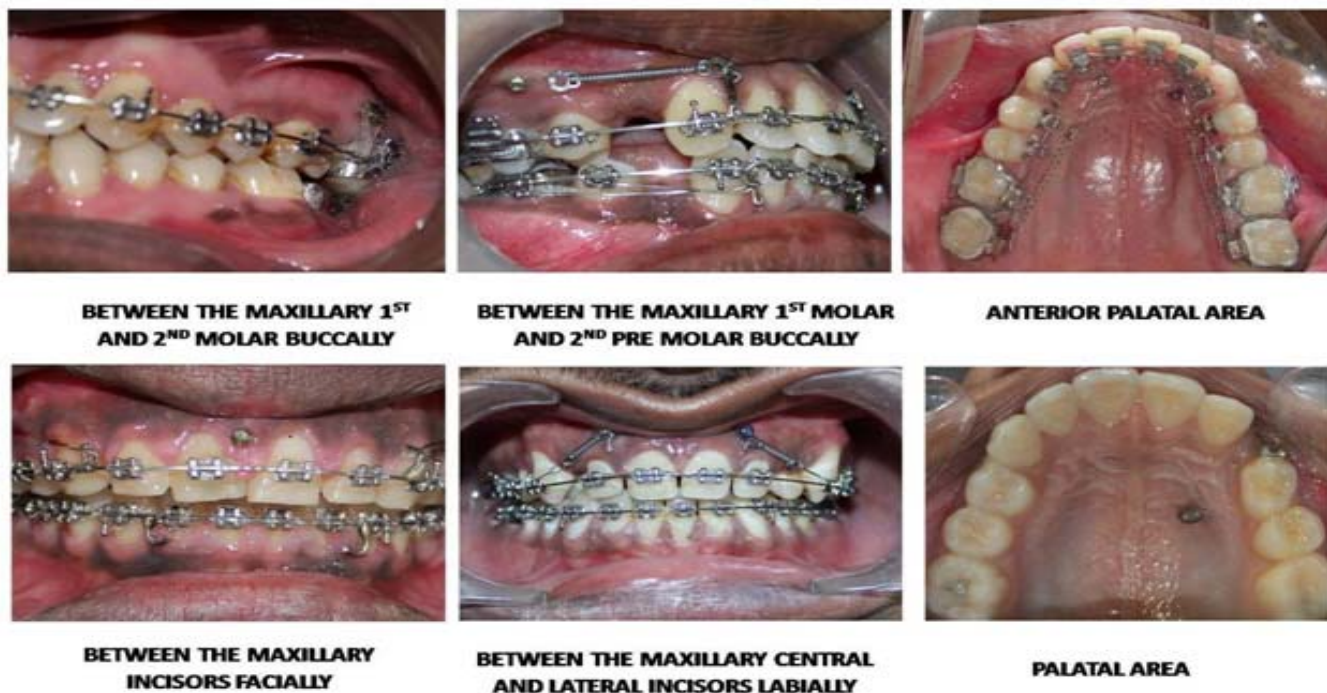 BETWEEN THE MAXILLARY 1ST
AND 2ND MOLAR BUCCALLY
BETWEEN THE MAXILLARY 1ST MOLAR
AND 2ND PRE MOLAR BUCCALLY
ANTERIOR PALATAL AREA
BETWEEN THE MAXILLARY
INCISORS FACIALLY
BETWEEN THE MAXILLARY CENTRAL
AND LATERAL INCISORS LABIALLY
PALATAL AREA